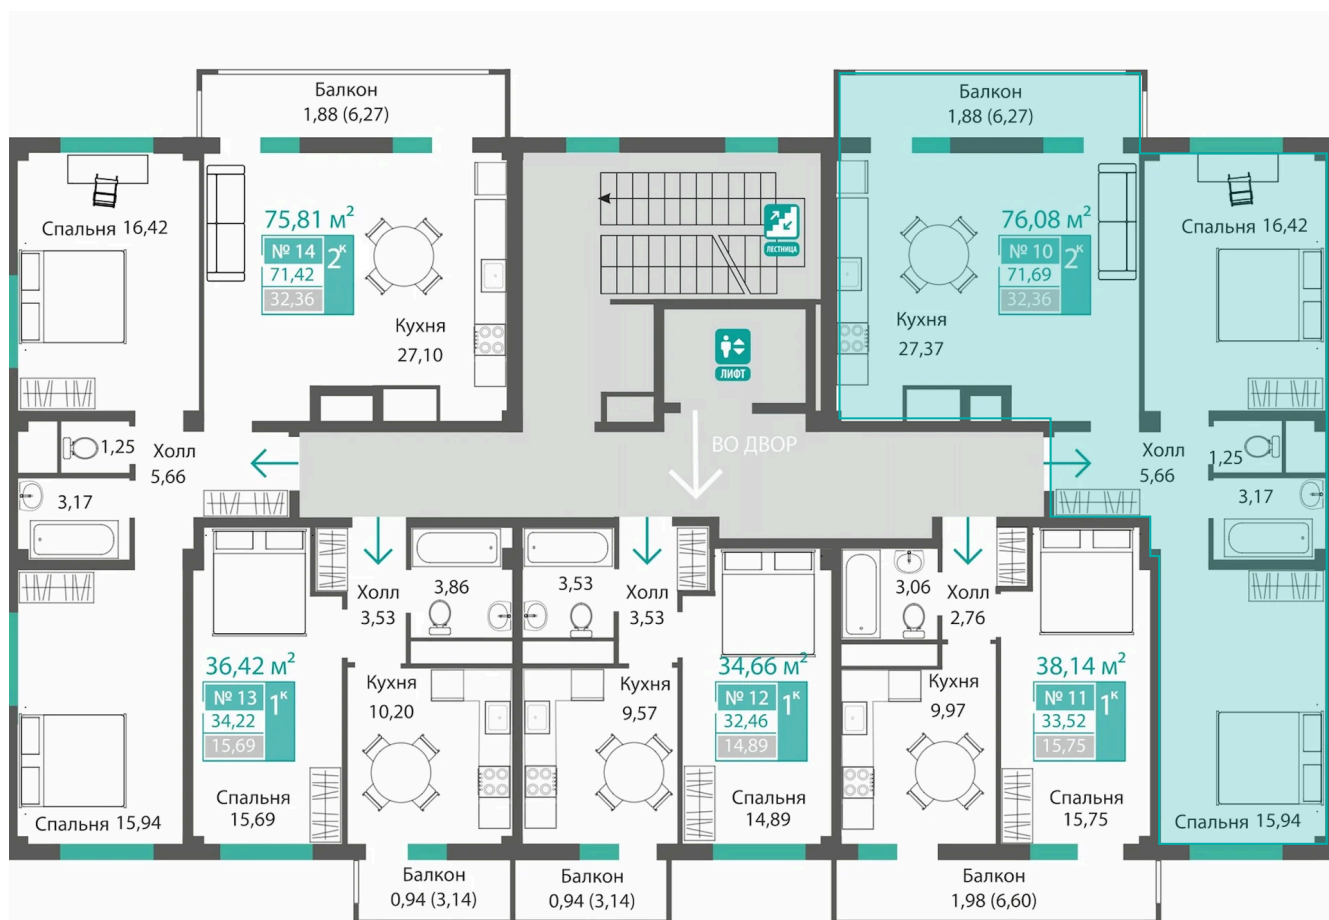 Балкон
1,88 (6,27)
Балкон
1,88 (6,27)
Спальня 16,42
75,81 м²
№ 14
71,42
32,36
2к
Кухня
27,10
ЛЕСТНИЦА
ЛИФТ
76,08 м²
№ 10
71,69
32,36
2к
Кухня
27,37
Спальня 16,42
1,25
Холл
5,66
3,17
ВО ДВОР
Холл
5,66
1,25
3,17
Холл
3,53
3,86
3,53
Холл
3,53
3,06
Холл
2,76
36,42 м²
№ 13
34,22
15,69
1к
Кухня
10,20
Кухня
9,57
34,66 м²
№ 12
32,46
14,89
1к
Кухня
9,97
38,14 м²
№ 11
33,52
15,75
1к
Спальня 15,94
Спальня
15,69
Спальня
14,89
Спальня
15,75
Спальня 15,94
Балкон
0,94 (3,14)
Балкон
0,94 (3,14)
Балкон
1,98 (6,60)